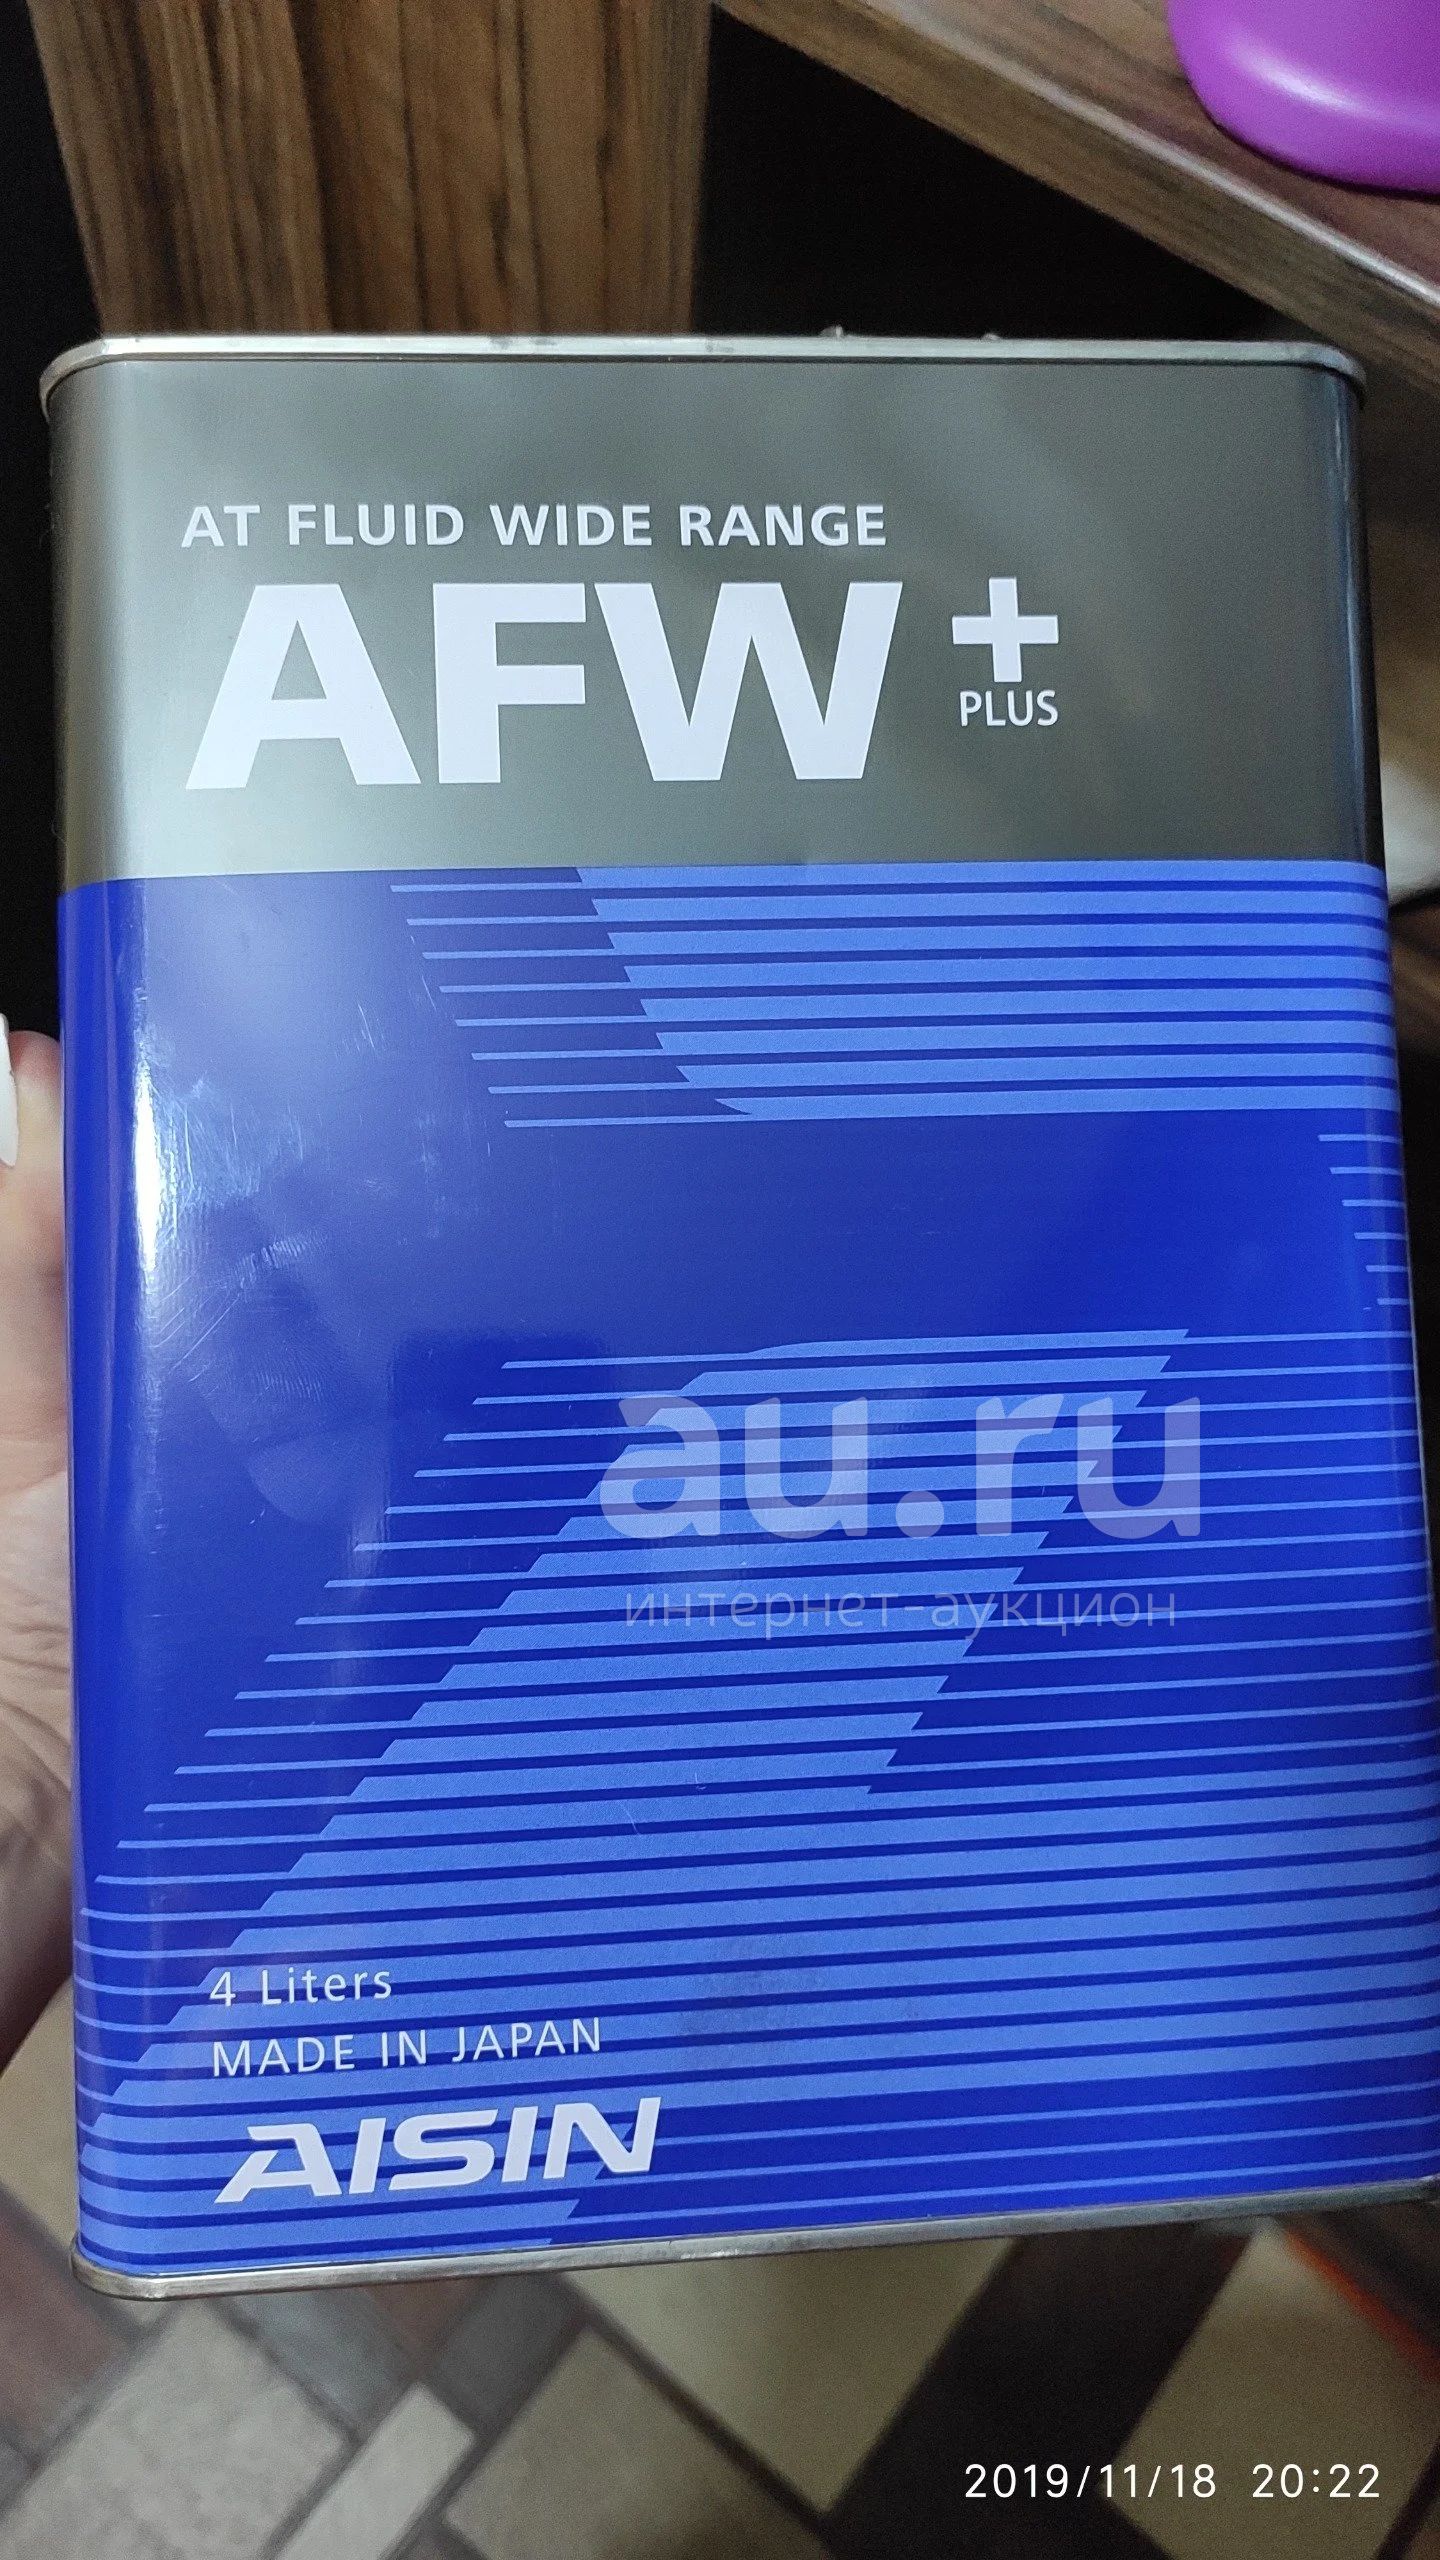 AT FLUID WIDE RANGE
AFW +
PLUS
au.ru
интернет-аукцион
4 Liters
MADE IN JAPAN
AISIN
2019/11/18 20:22